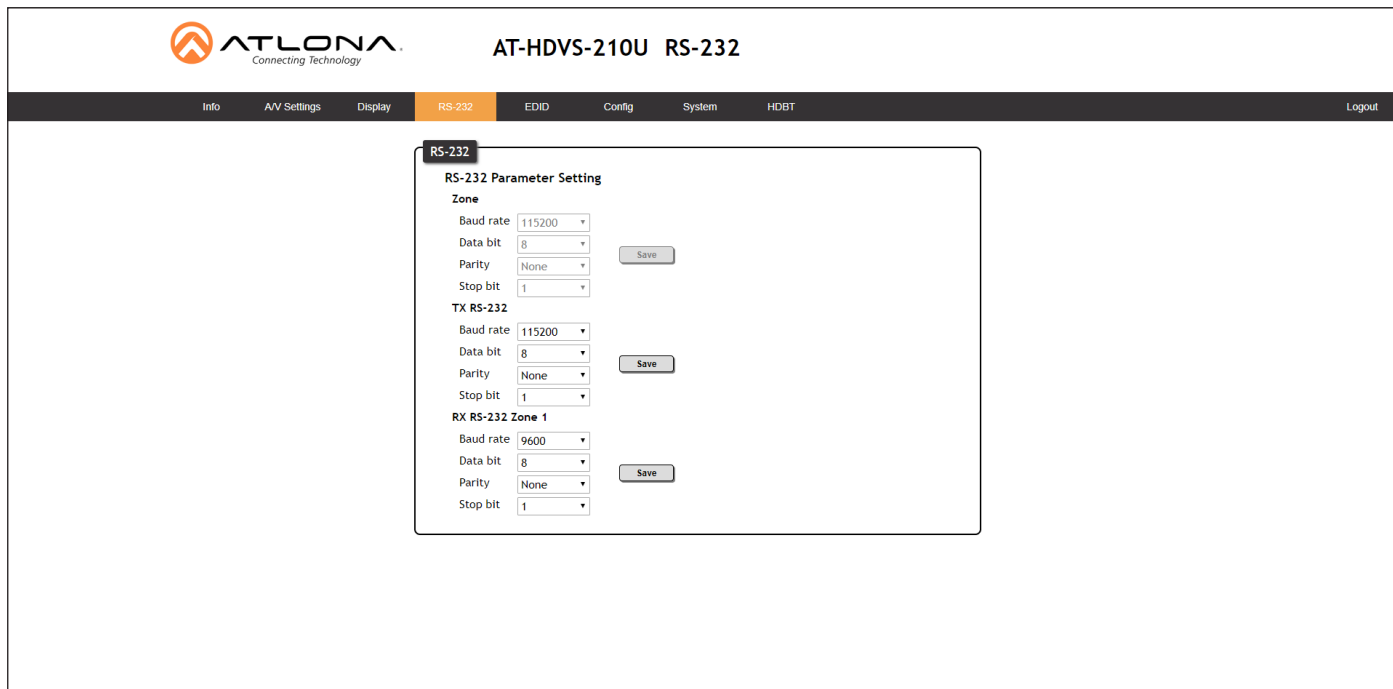 ATLONA.
Connecting Technology
AT-HDVS-210U RS-232
Info A/V Settings Display RS-232 EDID Config System HDBT Logout
RS-232
RS-232 Parameter Setting
Zone
Baud rate 115200
Data bit 8
Save
Parity None
Stop bit 1
TX RS-232
Baud rate 115200
Data bit 8
Save
Parity None
Stop bit 1
RX RS-232 Zone 1
Baud rate 9600
Data bit 8
Save
Parity None
Stop bit 1